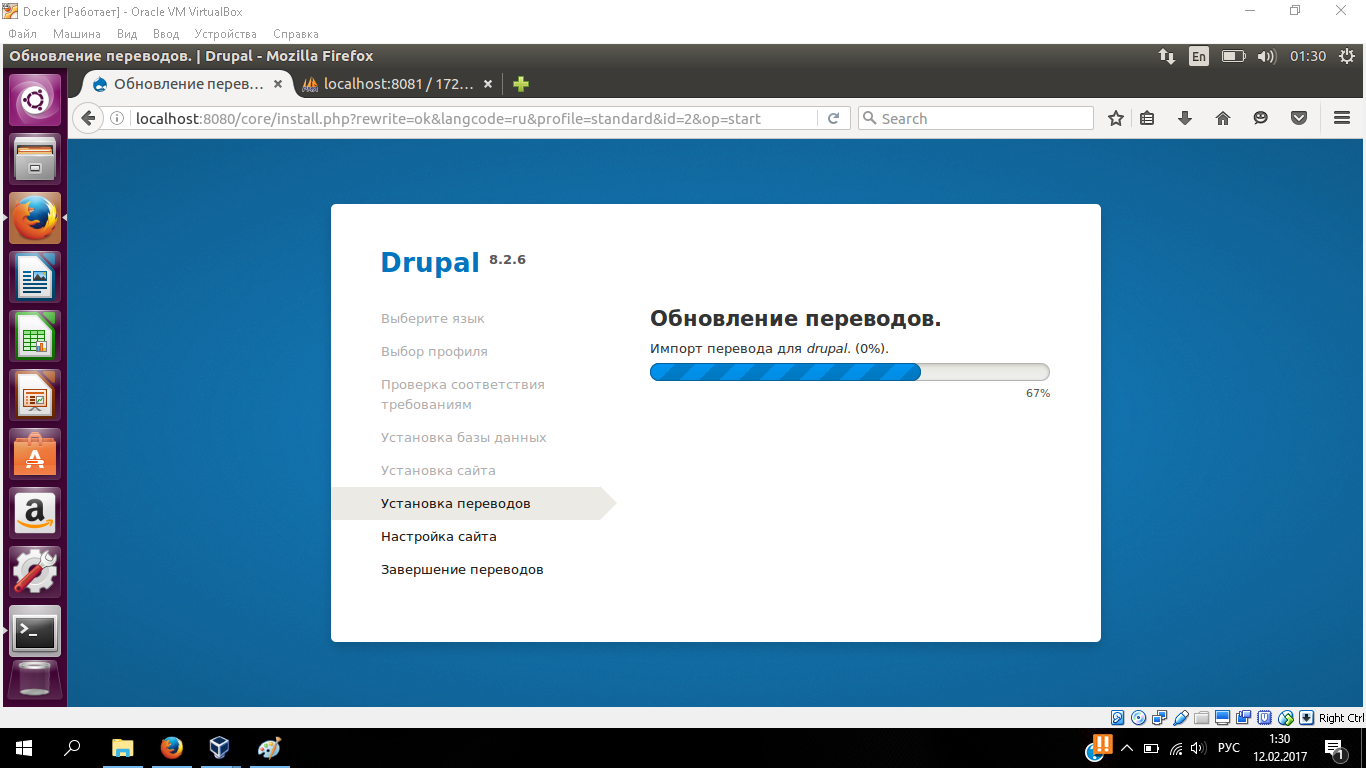 Docker [Работает] - Oracle VM VirtualBox
Файл Машина Вид Ввод Устройства Справка
Обновление переводов. | Drupal - Mozilla Firefox
En
01:30
Обновление перев...
localhost:8081 / 172...
localhost:8080/core/install.php?rewrite=ok&langcode=ru&profile=standard&id=2&op=start
Search
Drupal 8.2.6
Выберите язык
Выбор профиля
Проверка соответствия
требованиям
Установка базы данных
Установка сайта
Установка переводов
Настройка сайта
Завершение переводов
Обновление переводов.
Импорт перевода для drupal. (0%).
67%
Right Ctrl
РУС
1:30
12.02.2017
1